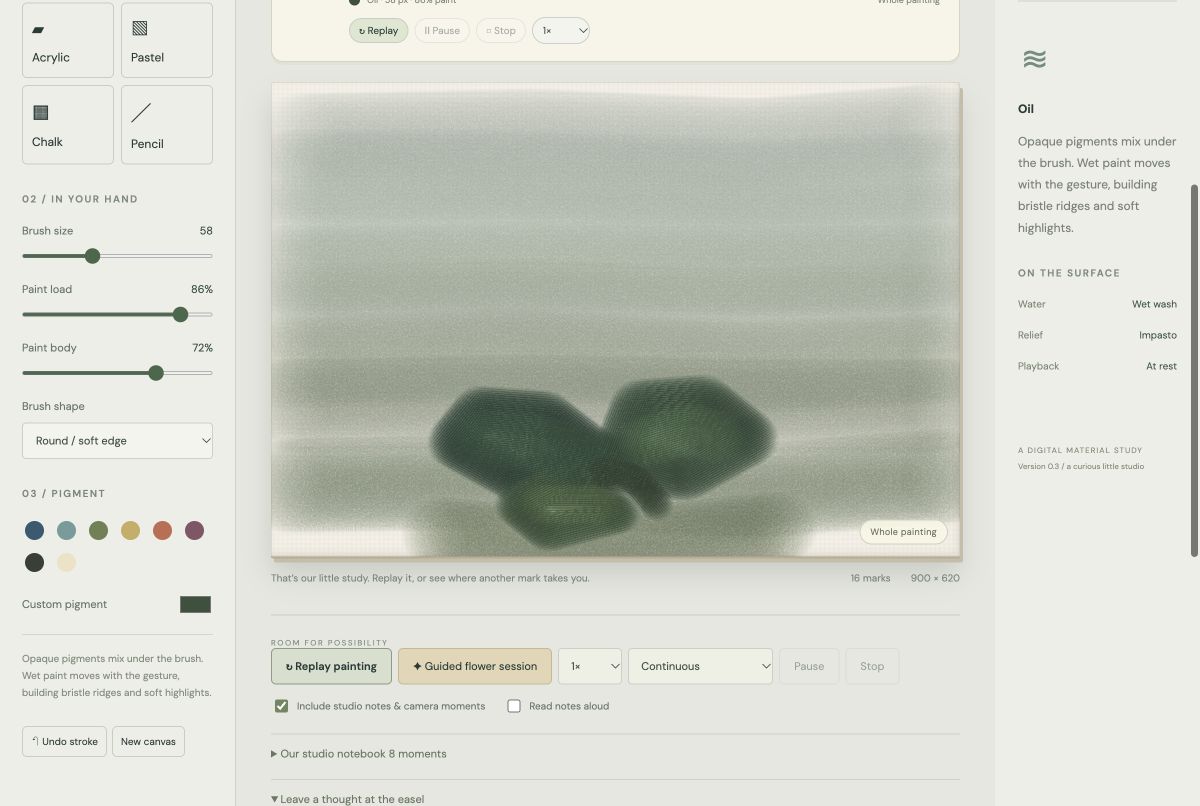 Acrylic
Pastel
Chalk
Pencil
02 / IN YOUR HAND
Brush size 58
Paint load 86%
Paint body 72%
Brush shape
Round / soft edge
03 / PIGMENT
Custom pigment
Opaque pigments mix under the brush.
Wet paint moves with the gesture,
building bristle ridges and soft highlights.
Undo stroke
New canvas
Oil · 58 px · 86% paint
Whole painting
↻ Replay
II Pause
□ Stop
1×
Whole painting
That's our little study. Replay it, or see where another mark takes you.
16 marks 900 × 620
ROOM FOR POSSIBILITY
↻ Replay painting
✦ Guided flower session
1×
Continuous
Pause
Stop
Include studio notes & camera moments
Read notes aloud
▶ Our studio notebook 8 moments
▼ Leave a thought at the easel
Oil
Opaque pigments mix under
the brush. Wet paint moves
with the gesture, building
bristle ridges and soft
highlights.
ON THE SURFACE
Water Wet wash
Relief Impasto
Playback At rest
A DIGITAL MATERIAL STUDY
Version 0.3 / a curious little studio